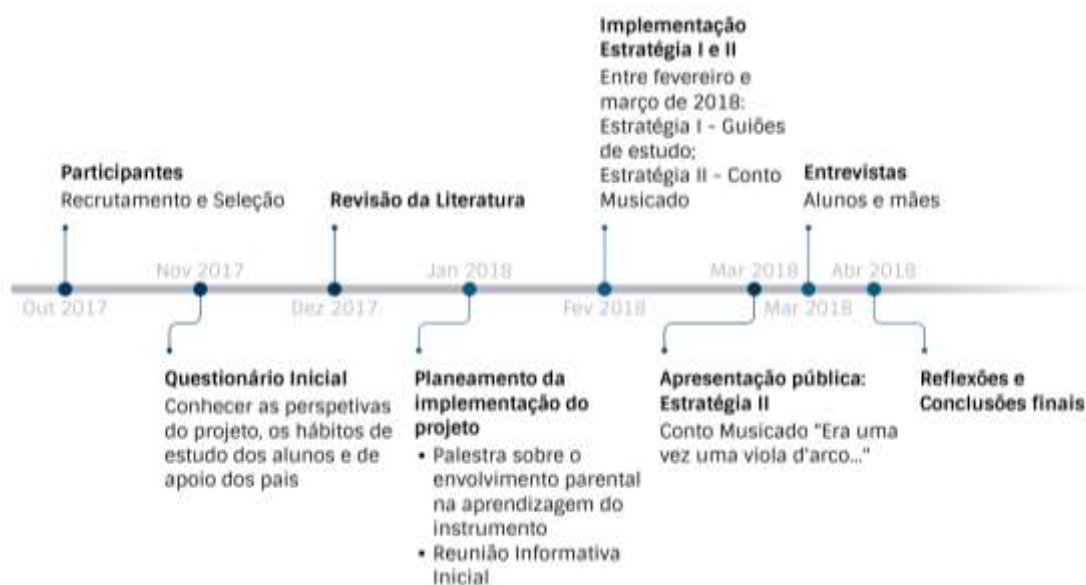 Implementação
Estratégia I e II
Entre fevereiro e
março de 2018:
Estratégia I - Guiões
de estudo;
Estratégia II - Conto
Musicado
Participantes
Recrutamento e Seleção
Revisão da Literatura
Entrevistas
Alunos e mães
Nov 2017
Jan 2018
Mar 2018
Abr 2018
Out 2017
Dez 2017
Fev 2018
Mar 2018
Questionário Inicial
Conhecer as perspetivas
do projeto, os hábitos de
estudo dos alunos e de
apoio dos pais
Planeamento da
implementação do
projeto
• Palestra sobre o
envolvimento parental
na aprendizagem do
instrumento
• Reunião Informativa
Inicial
Apresentação pública:
Estratégia II
Conto Musicado "Era uma
vez uma viola d'arco..."
Reflexões e
Conclusões finais